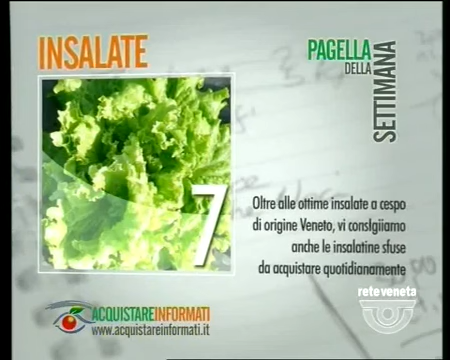 INSALATE
PAGELLA
DELLA
SETTIMANA
7
Oltre alle ottime insalate a cespo
di origine Veneto, vi conslgiiamo
anche le insalatine sfuse
da acquistare quotidianamente
reteveneta
ACQUISTAREINFORMATI
www.acquistareinformati.it